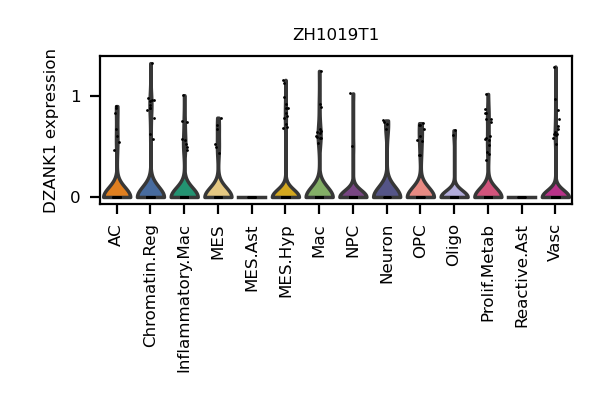 ZH1019T1
DZANK1 expression
1
0
AC
Chromatin.Reg
Inflammatory.Mac
MES
MES.Ast
MES.Hyp
Mac
NPC
Neuron
OPC
Oligo
Prolif.Metab
Reactive.Ast
Vasc